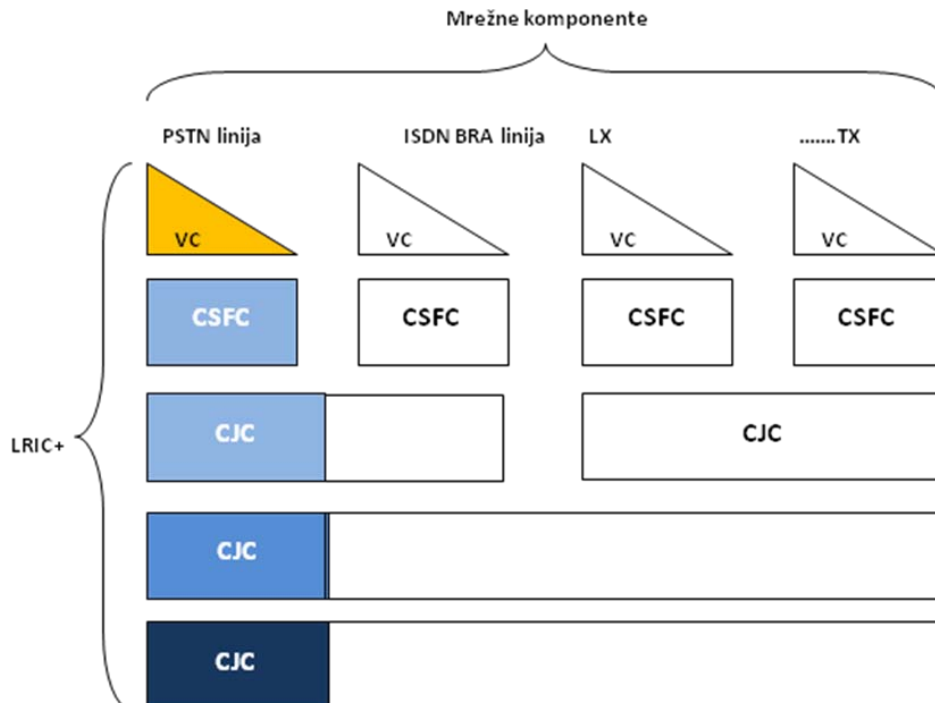 Mrežne komponente
PSTN linija ISDN BRA linija LX .......TX
VC VC VC VC
CSFC CSFC CSFC CSFC
CJC CJC
LRIC+
CJC
CJC